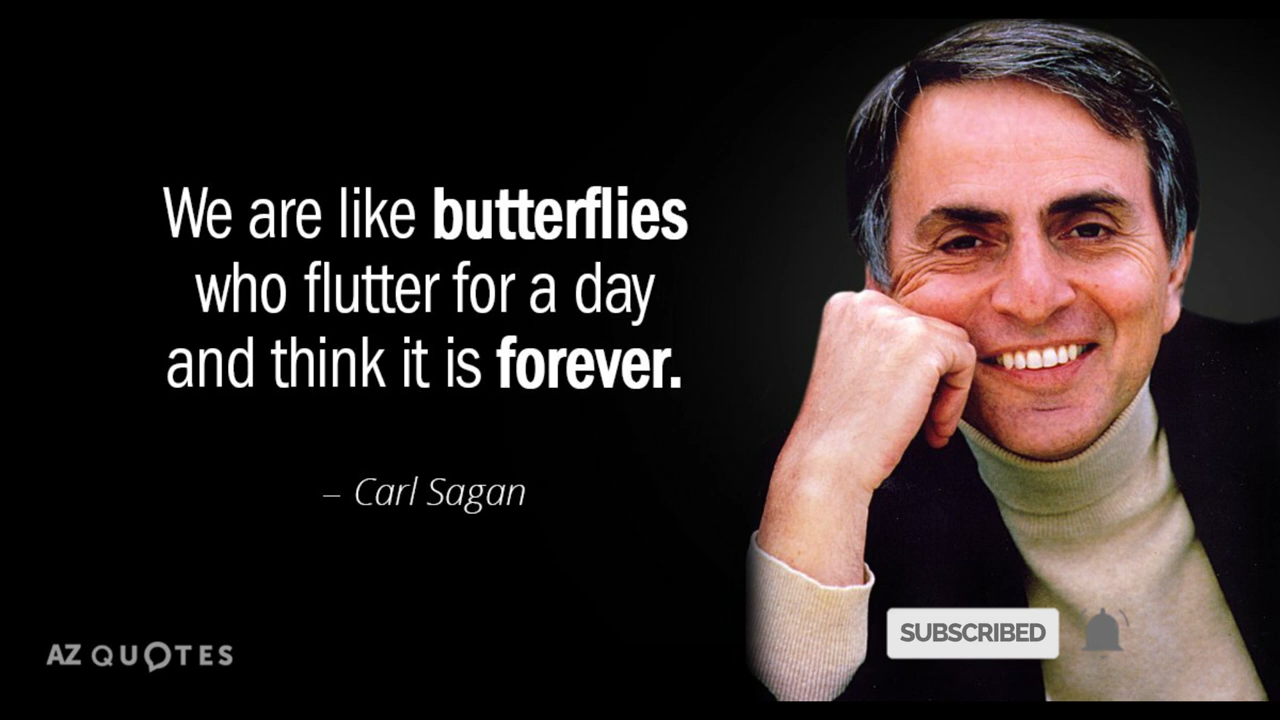 We are like butterflies
who flutter for a day
and think it is forever.
– Carl Sagan
AZ QUOTES
SUBSCRIBED